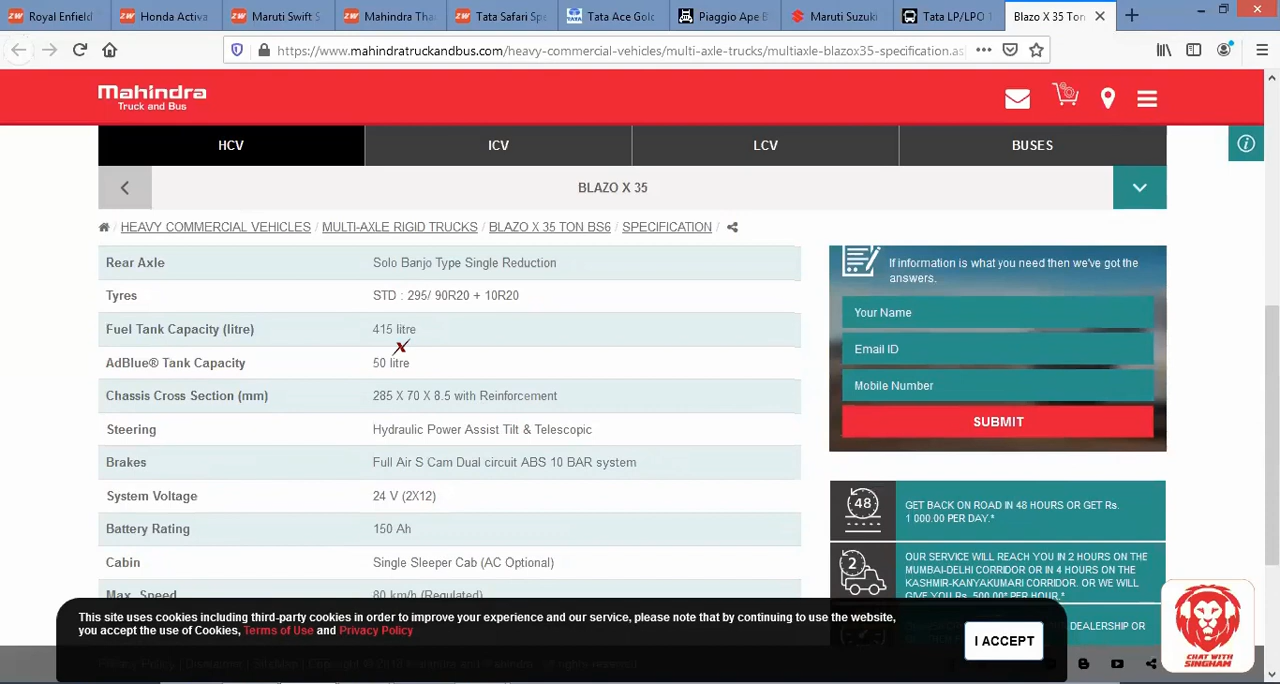 Royal Enfield
Honda Activa
Maruti Swift S
Mahindra Tha
Tata Safari Spe
Tata Ace Gold
Piaggio Ape E
Maruti Suzuki
Tata LP/LPO 1
Blazo X 35 Ton
https://www.mahindratruckandbus.com/heavy-commercial-vehicles/multi-axle-trucks/multiaxle-blazox35-specification.as
Mahindra
Truck and Bus
HCV
ICV
LCV
BUSES
BLAZO X 35
/ HEAVY COMMERCIAL VEHICLES / MULTI-AXLE RIGID TRUCKS / BLAZO X 35 TON BS6 / SPECIFICATION /
Rear Axle Solo Banjo Type Single Reduction
Tyres STD : 295/ 90R20 + 10R20
Fuel Tank Capacity (litre) 415 litre
AdBlue® Tank Capacity 50 litre
Chassis Cross Section (mm) 285 X 70 X 8.5 with Reinforcement
Steering Hydraulic Power Assist Tilt & Telescopic
Brakes Full Air S Cam Dual circuit ABS 10 BAR system
System Voltage 24 V (2X12)
Battery Rating 150 Ah
Cabin Single Sleeper Cab (AC Optional)
Max. Speed 80 km/h (Regulated)
If information is what you need then we've got the
answers.
Your Name
Email ID
Mobile Number
SUBMIT
48
GET BACK ON ROAD IN 48 HOURS OR GET Rs.
1 000.00 PER DAY.*
2
OUR SERVICE WILL REACH YOU IN 2 HOURS ON THE
MUMBAI-DELHI CORRIDOR OR IN 4 HOURS ON THE
KASHMIR-KANYAKUMARI CORRIDOR. OR WE WILL
GIVE YOU Rs. 500.00* PER HOUR.*
DEALERSHIP OR
This site uses cookies including third-party cookies in order to improve your experience and our service, please note that by continuing to use the website,
you accept the use of Cookies, Terms of Use and Privacy Policy
I ACCEPT
CHAT WITH
SINGHAM